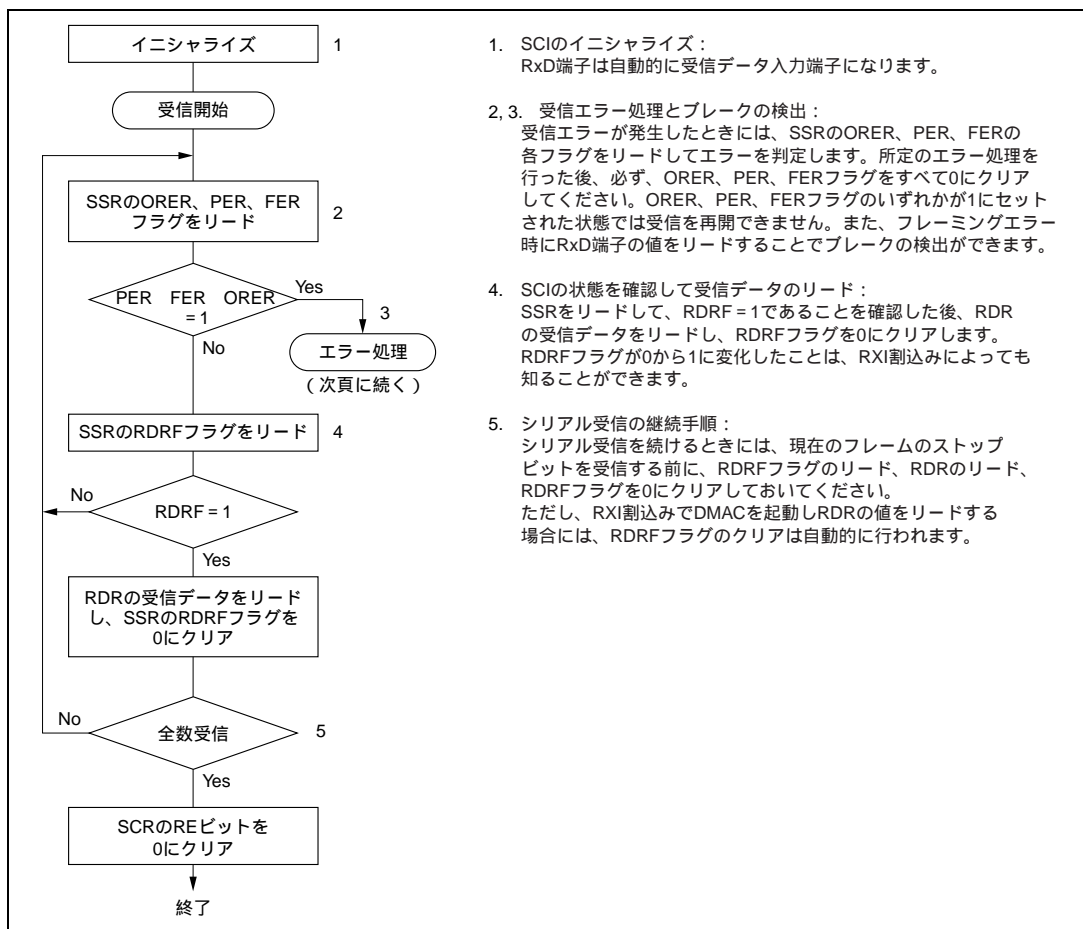 イニシャライズ 1
受信開始
SSRのORER、PER、FER
フラグをリード
2
PER FER ORER
= 1
Yes
No
3
エラー処理
(次頁に続く)
SSRのRDRFフラグをリード 4
No
RDRF = 1
Yes
RDRの受信データをリード
し、SSRのRDRFフラグを
0にクリア
No
全数受信 5
Yes
SCRのREビットを
0にクリア
終了
1. SCIのイニシャライズ:
RxD端子は自動的に受信データ入力端子になります。
2, 3. 受信エラー処理とブレークの検出:
受信エラーが発生したときには、SSRのORER、PER、FERの
各フラグをリードしてエラーを判定します。所定のエラー処理を
行った後、必ず、ORER、PER、FERフラグをすべて0にクリア
してください。ORER、PER、FERフラグのいずれかが1にセット
された状態では受信を再開できません。また、フレーミングエラー
時にRxD端子の値をリードすることでブレークの検出ができます。
4. SCIの状態を確認して受信データのリード:
SSRをリードして、RDRF = 1であることを確認した後、RDR
の受信データをリードし、RDRFフラグを0にクリアします。
RDRFフラグが0から1に変化したことは、RXI割込みによっても
知ることができます。
5. シリアル受信の継続手順:
シリアル受信を続けるときには、現在のフレームのストップ
ビットを受信する前に、RDRFフラグのリード、RDRのリード、
RDRFフラグを0にクリアしておいてください。
ただし、RXI割込みでDMACを起動しRDRの値をリードする
場合には、RDRFフラグのクリアは自動的に行われます。